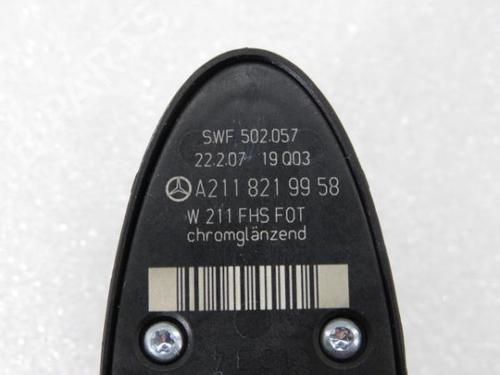 SWF 502.057
22.2.07 19 Q03
A211 821 99 58
W 211 FHS FOT
chromglänzend